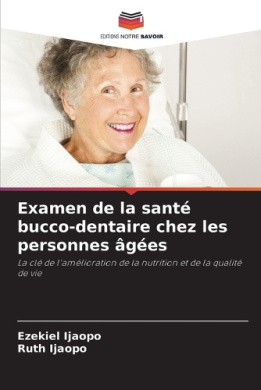 EDITIONS NOTRE SAVOIR
Examen de la santé
bucco-dentaire chez les
personnes âgées
La clé de l'amélioration de la nutrition et de la qualité
de vie
Ezekiel Ijaopo
Ruth Ijaopo